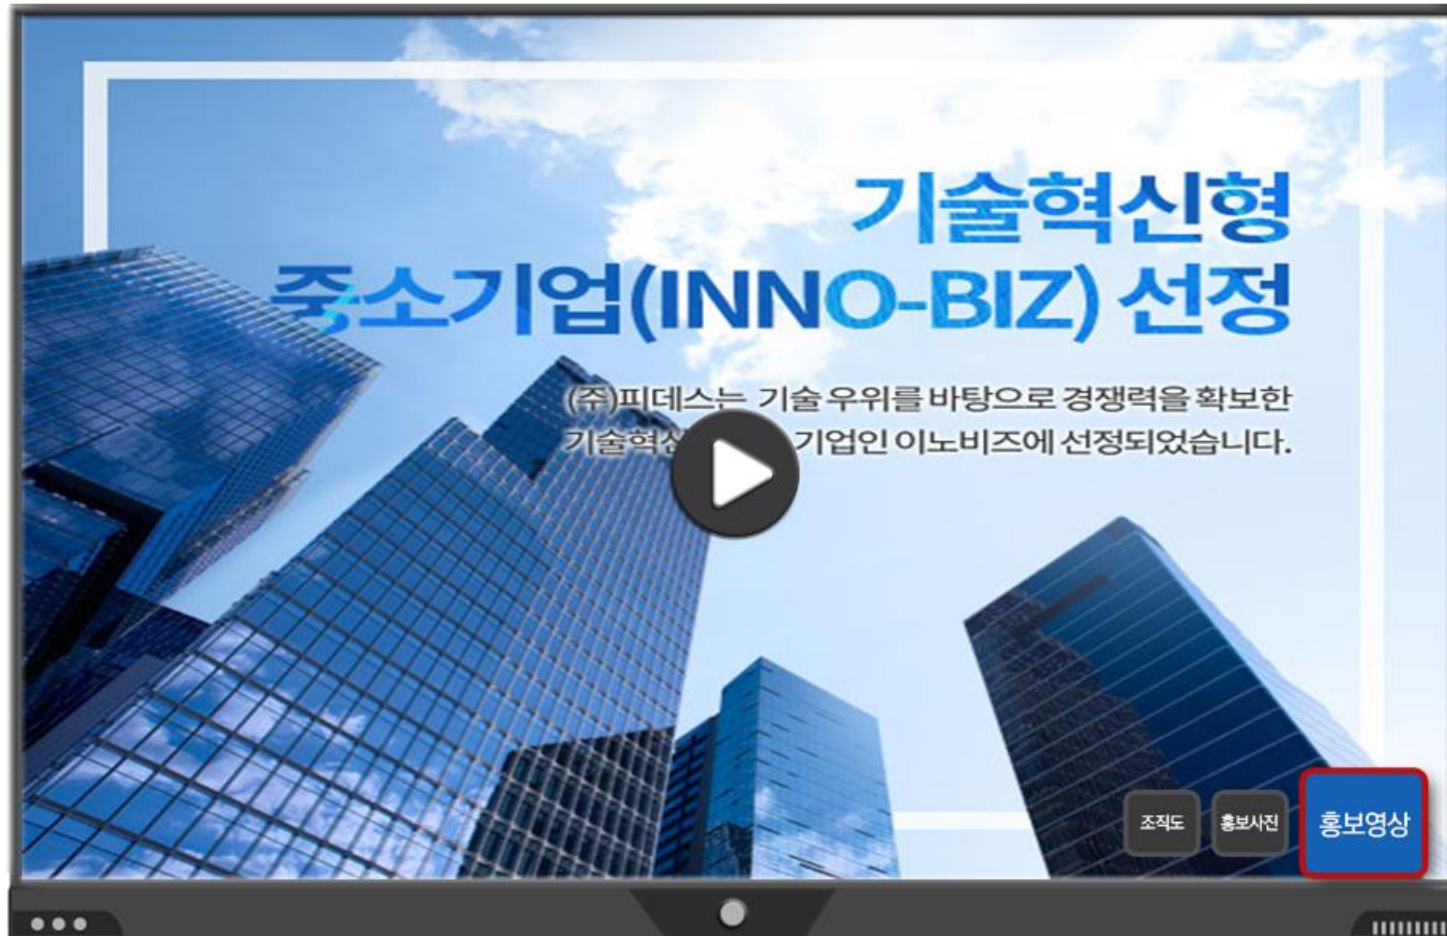 기술혁신형
중소기업(INNO-BIZ) 선정
(주)피데스는 기술 우위를 바탕으로 경쟁력을 확보한
기술혁신 기업인 이노비즈에 선정되었습니다.
조직도 홍보사진 홍보영상